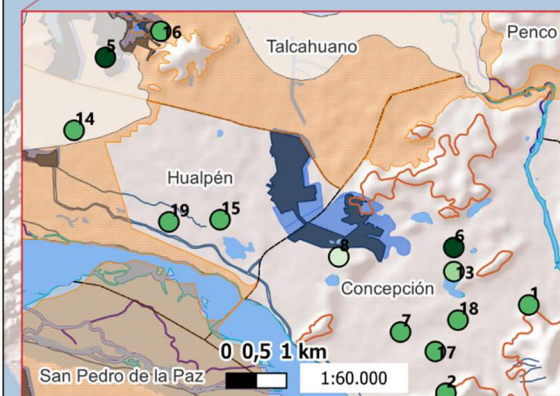 16
Penco
Talcahuano
5
14
Hualpén
19
15
6
8
13
Concepción
1
18
7
17
0 0,5 1 km
San Pedro de la Paz
1:60.000
2